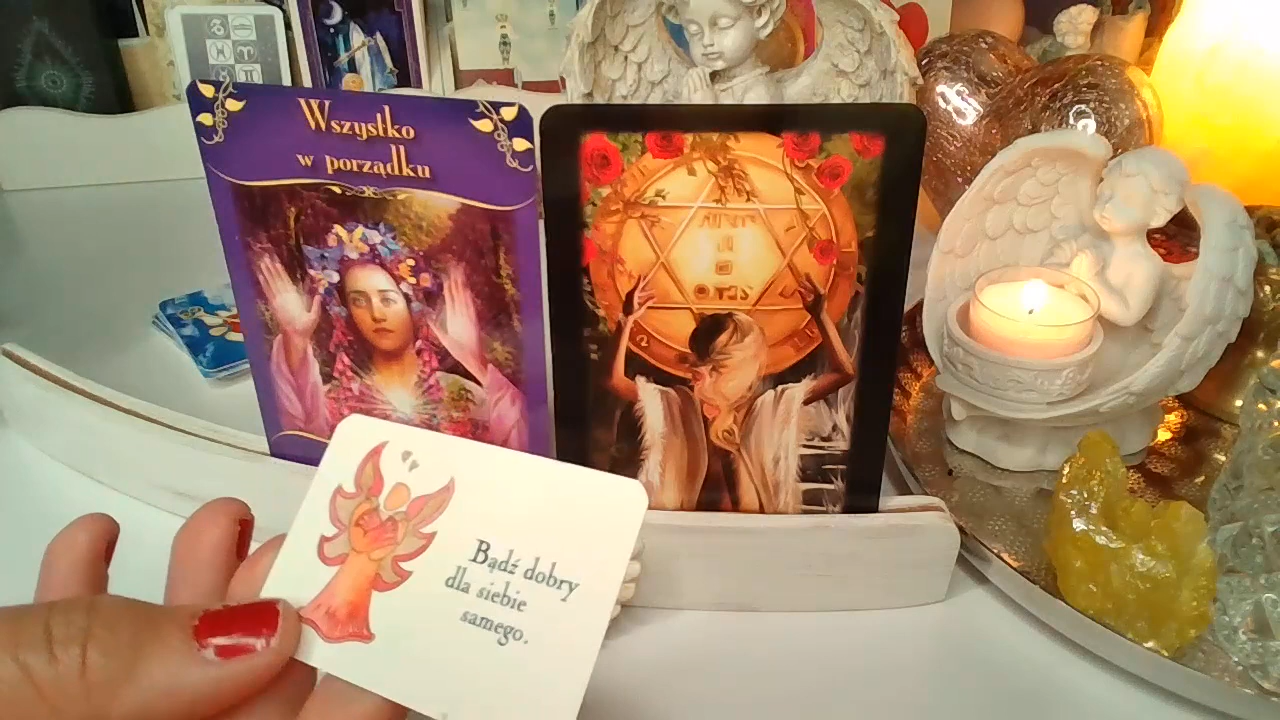 Wszystko
w porządku
Bądź dobry
dla siebie
samego.